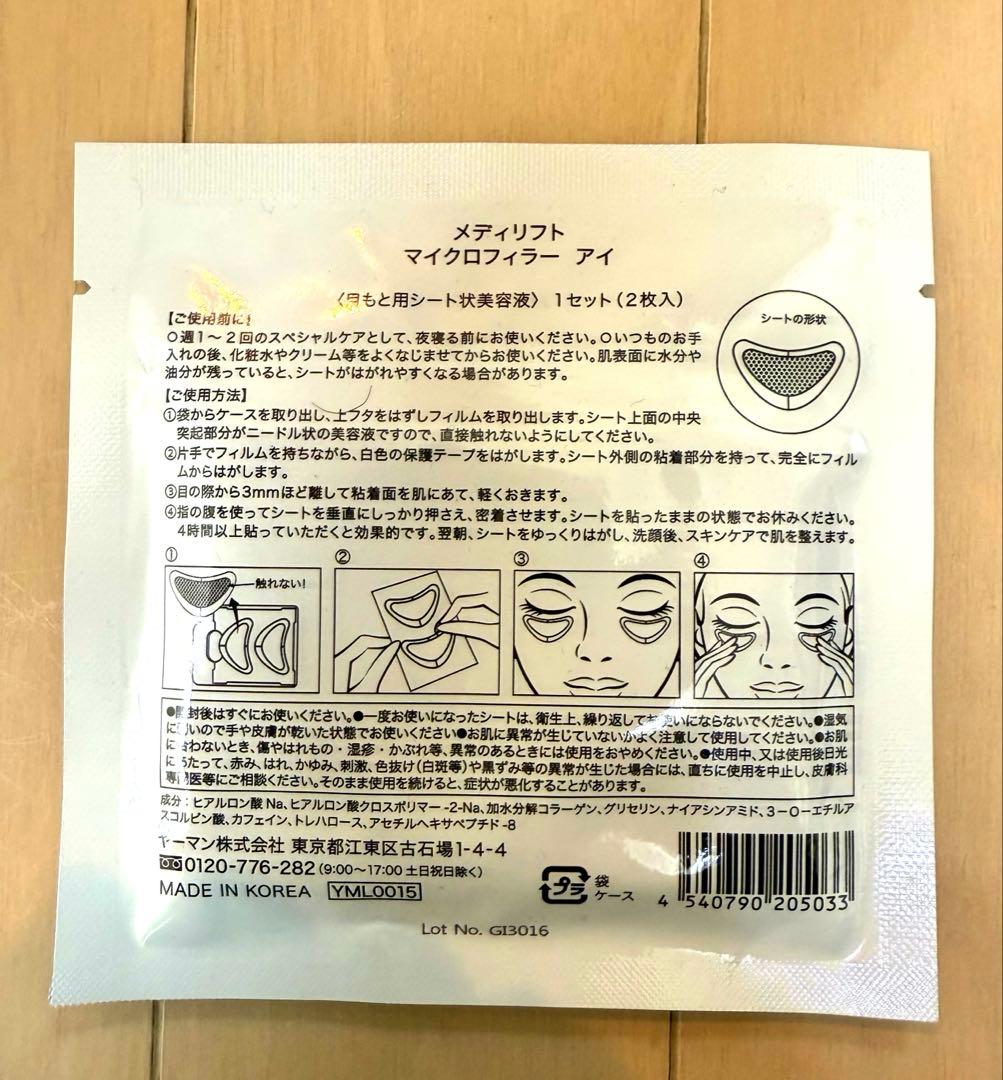 メディリフト
マイクロフィラー アイ
〈目もと用シート状美容液〉 1セット(2枚入)
シートの形状
【ご使用前に】
○週1〜2回のスペシャルケアとして、夜寝る前にお使いください。○いつものお手
入れの後、化粧水やクリーム等をよくなじませてからお使いください。肌表面に水分や
油分が残っていると、シートがはがれやすくなる場合があります。
【ご使用方法】
①袋からケースを取り出し、上フタをはずしフィルムを取り出します。シート上面の中央
突起部分がニードル状の美容液ですので、直接触れないようにしてください。
②片手でフィルムを持ちながら、白色の保護テープをはがします。シート外側の粘着部分を持って、完全にフィル
ムからはがします。
③目の際から3mmほど離して粘着面を肌にあて、軽くおきます。
④指の腹を使ってシートを垂直にしっかり押さえ、密着させます。シートを貼ったままの状態でお休みください。
4時間以上貼っていただくと効果的です。翌朝、シートをゆっくりはがし、洗顔後、スキンケアで肌を整えます。
① ② ③ ④
触れない!
●開封後はすぐにお使いください。●一度お使いになったシートは、衛生上、繰り返してお使いにならないでください。●湿気
に弱いので手や皮膚が乾いた状態でお使いください●お肌に異常が生じていないかよく注意して使用してください。●お肌
に合わないとき、傷やはれもの・湿疹・かぶれ等、異常のあるときには使用をおやめください。●使用中、又は使用後日光
にあたって、赤み、はれ、かゆみ、刺激、色抜け(白斑等)や黒ずみ等の異常が生じた場合には、直ちに使用を中止し、皮膚科
専門医等にご相談ください。そのまま使用を続けると、症状が悪化することがあります。
成分:ヒアルロン酸Na、ヒアルロン酸クロスポリマー-2-Na、加水分解コラーゲン、グリセリン、ナイアシンアミド、3-O-エチルア
スコルビン酸、カフェイン、トレハロース、アセチルヘキサペプチド-8
ヤーマン株式会社 東京都江東区古石場1-4-4
0120-776-282(9:00〜17:00 土日祝日除く)
MADE IN KOREA YML0015
プラ 袋
ケース
4 540790 205033
Lot No. GI3016